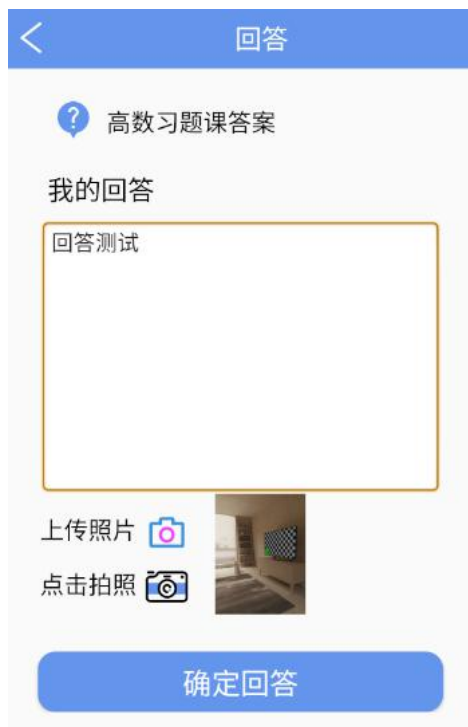 回答
高数习题课答案
我的回答
回答测试
上传照片
点击拍照
确定回答